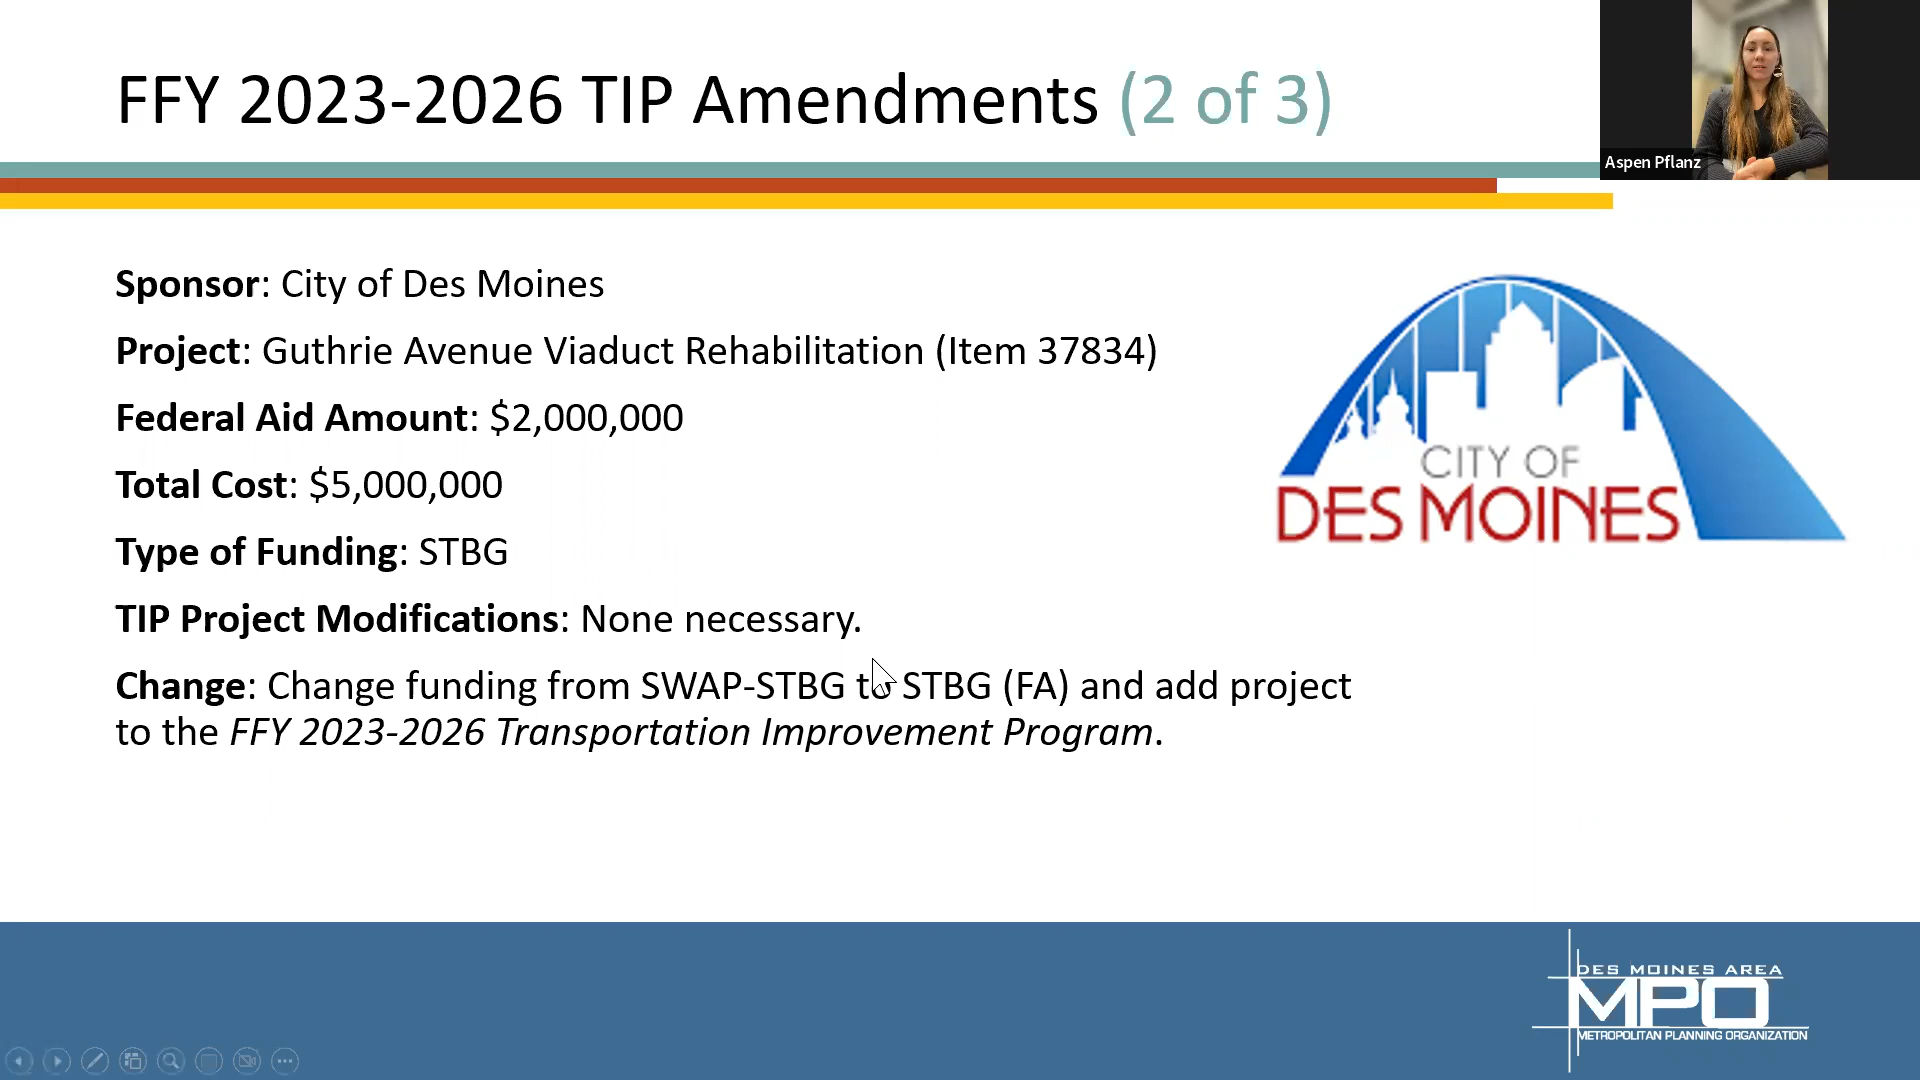 FFY 2023-2026 TIP Amendments (2 of 3)
Aspen Pflanz
Sponsor: City of Des Moines
Project: Guthrie Avenue Viaduct Rehabilitation (Item 37834)
Federal Aid Amount: $2,000,000
Total Cost: $5,000,000
Type of Funding: STBG
TIP Project Modifications: None necessary.
Change: Change funding from SWAP-STBG to STBG (FA) and add project
to the FFY 2023-2026 Transportation Improvement Program.
CITY OF
DES MOINES
DES MOINES AREA
MPO
METROPOLITAN PLANNING ORGANIZATION